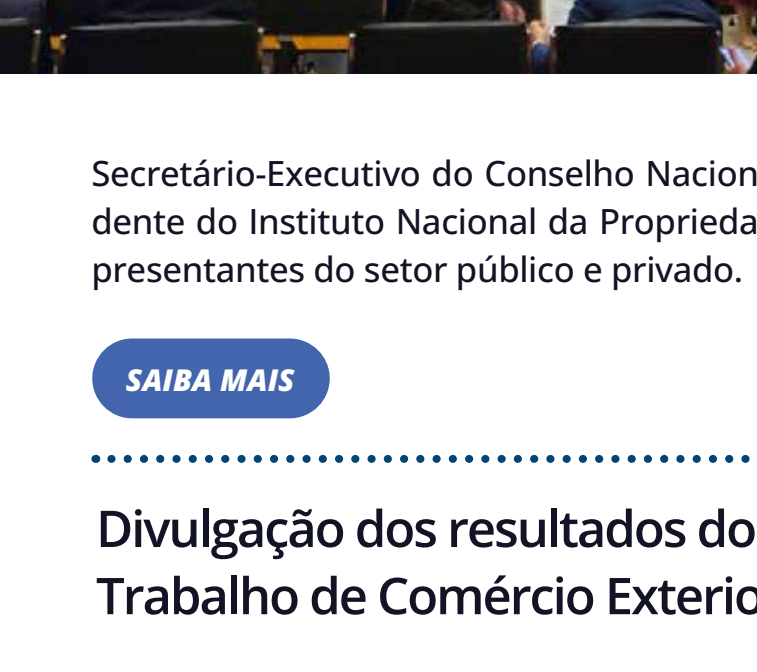 Secretário-Executivo do Conselho Nacion
dente do Instituto Nacional da Proprieda
presentantes do setor público e privado.
SAIBA MAIS
Divulgação dos resultados do
Trabalho de Comércio Exterio